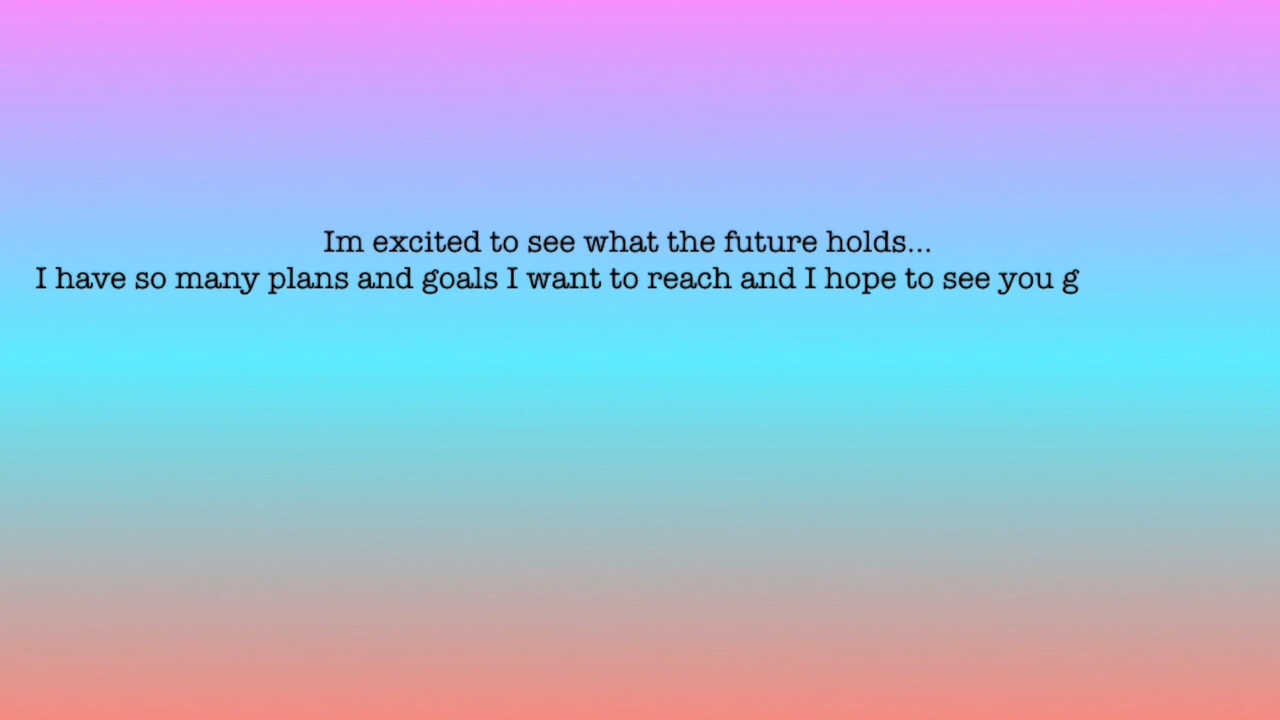 Im excited to see what the future holds...
I have so many plans and goals I want to reach and I hope to see you g